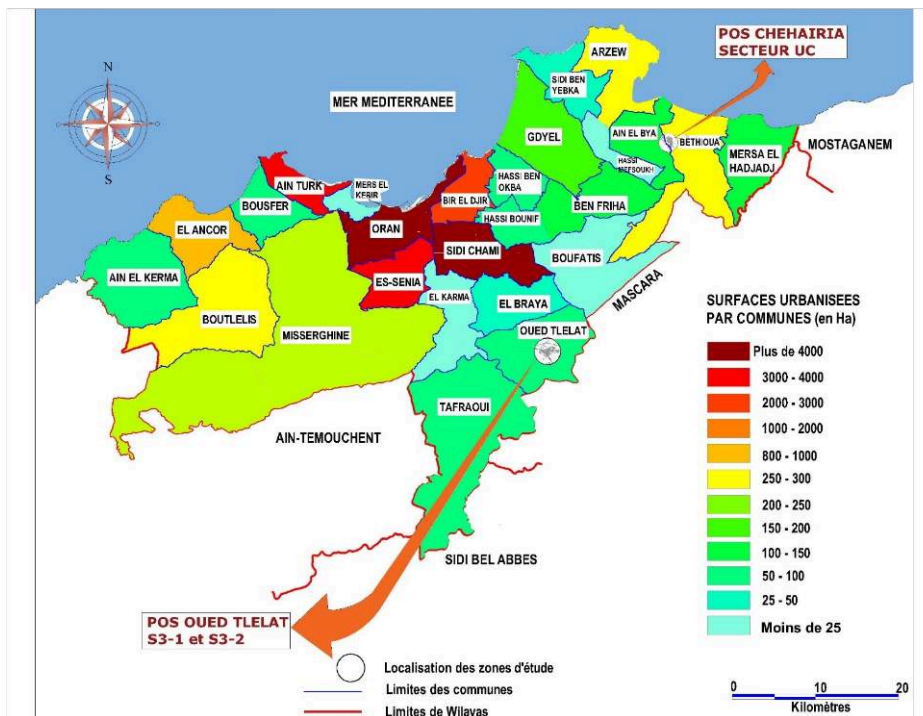 POS CHEHAIRIA
SECTEUR UC
N
S
MER MEDITERRANEE
ARZEW
SIDI BEN
YEBKA
GDYEL
AIN EL BYA
BETHIOUA
HASSI
MEFSOUKH
MERSA EL
HADJADJ
MOSTAGANEM
AIN TURK
MERS EL
KEBIR
BOUSFER
HASSI BEN
OKBA
BIR EL DJIR
HASSI BOUNIF
BEN FRIHA
EL ANCOR
ORAN
SIDI CHAMI
BOUFATIS
AIN EL KERMA
ES-SENIA
EL KARMA
EL BRAYA
MASCARA
BOUTLELIS
MISSERGHINE
OUED TLELAT
TAFRAOUI
AIN-TEMOUCHENT
SIDI BEL ABBES
POS OUED TLELAT
S3-1 et S3-2
SURFACES URBANISEES
PAR COMMUNES (en Ha)
Plus de 4000
3000 - 4000
2000 - 3000
1000 - 2000
800 - 1000
250 - 300
200 - 250
150 - 200
100 - 150
50 - 100
25 - 50
Moins de 25
Localisation des zones d'étude
Limites des communes
Limites de Wilayas
0 10 20
Kilomètres